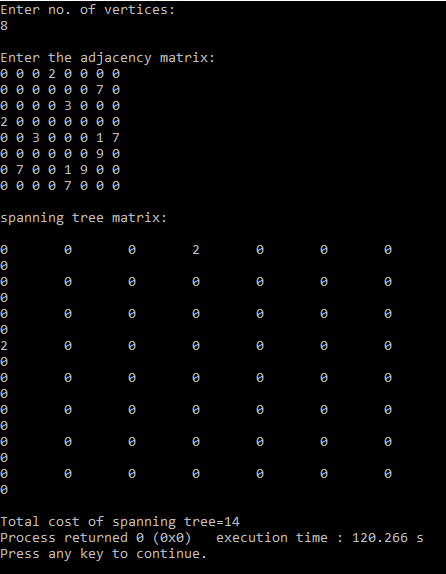 Enter no. of vertices:
8
Enter the adjacency matrix:
0 0 0 2 0 0 0 0
0 0 0 0 0 0 7 0
0 0 0 0 3 0 0 0
2 0 0 0 0 0 0 0
0 0 3 0 0 0 1 7
0 0 0 0 0 0 9 0
0 7 0 0 1 9 0 0
0 0 0 0 7 0 0 0
spanning tree matrix:
0 0 0 2 0 0 0
0
0 0 0 0 0 0 0
0
0 0 0 0 0 0 0
0
2 0 0 0 0 0 0
0
0 0 0 0 0 0 0
0
0 0 0 0 0 0 0
0
0 0 0 0 0 0 0
0
0 0 0 0 0 0 0
0
Total cost of spanning tree=14
Process returned 0 (0x0) execution time : 120.266 s
Press any key to continue.